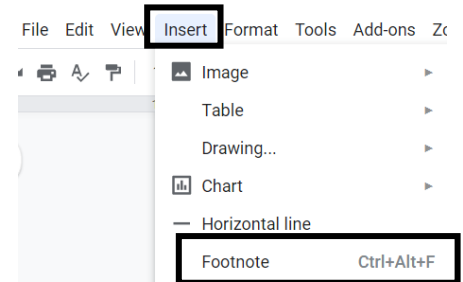 File Edit View Insert Format Tools Add-ons
Image
Table
Drawing...
Chart
Horizontal line
Footnote Ctrl+Alt+F